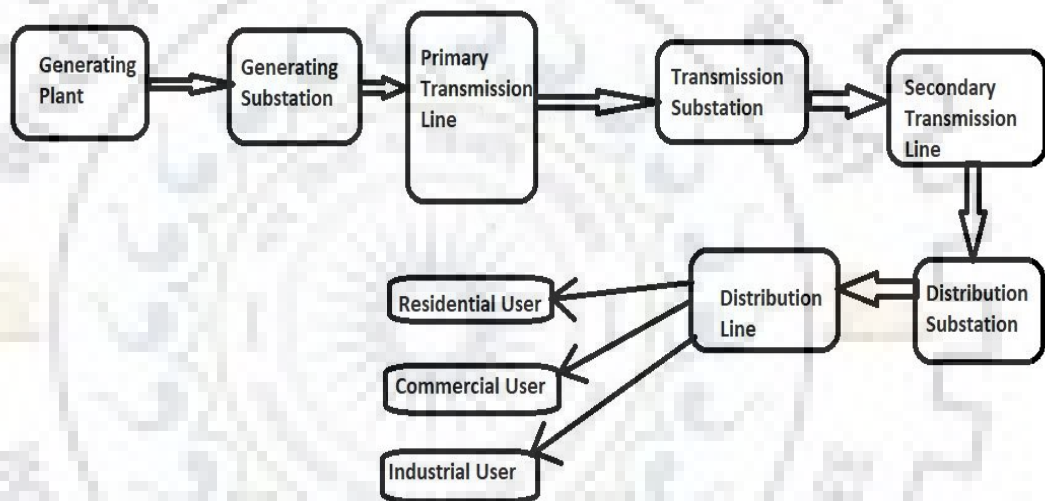 Generating
Plant
Generating
Substation
Primary
Transmission
Line
Transmission
Substation
Secondary
Transmission
Line
Distribution
Substation
Distribution
Line
Residential User
Commercial User
Industrial User